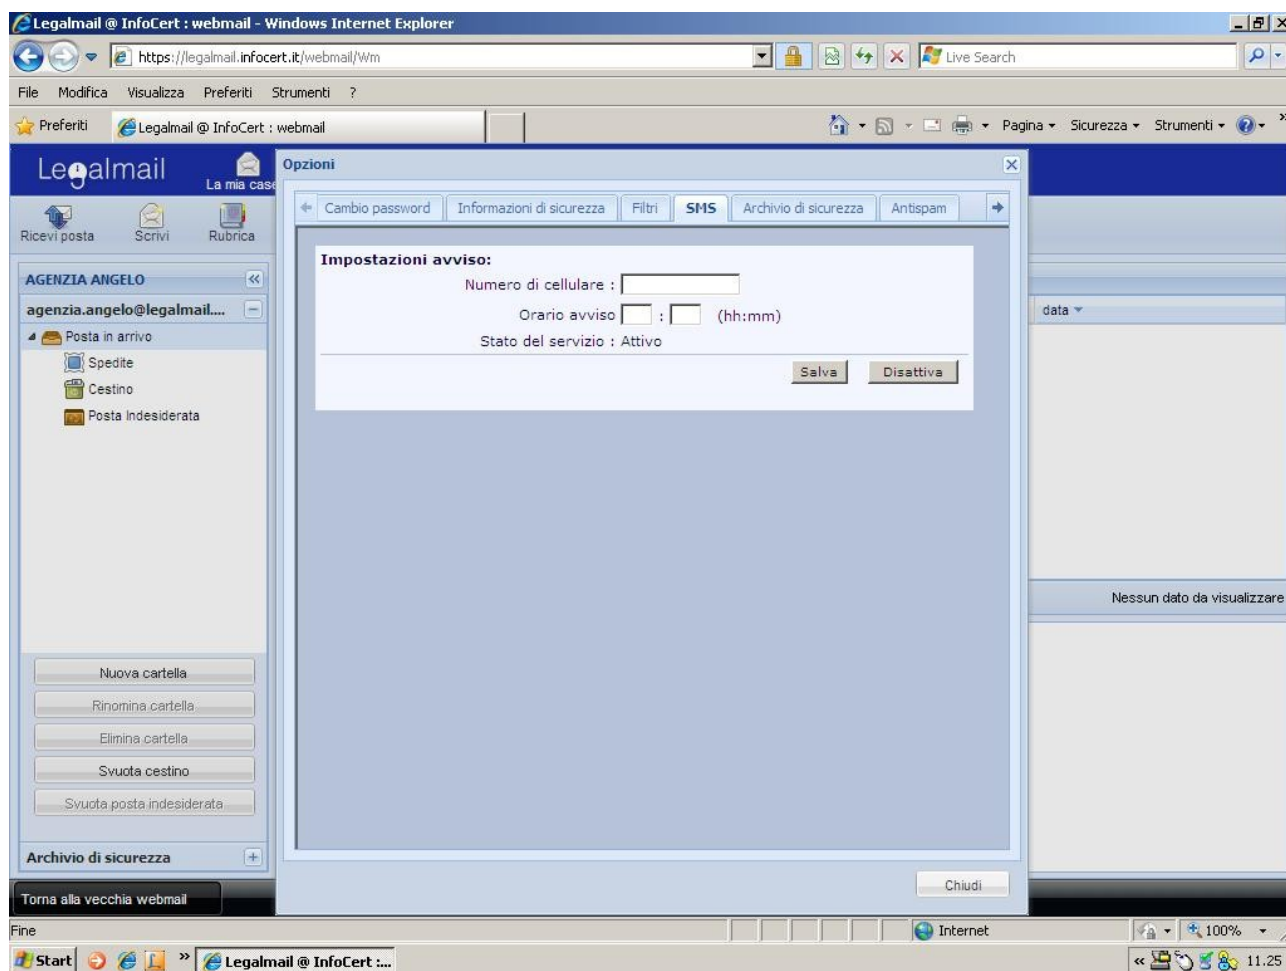 Legalmail @ InfoCert : webmail - Windows Internet Explorer
https://legalmail.infocert.it/webmail/Wm
Live Search
File Modifica Visualizza Preferiti Strumenti ?
Preferiti Legalmail @ InfoCert : webmail Pagina Sicurezza Strumenti »
Legalmail
La mia case
Ricevi posta Scrivi Rubrica
AGENZIA ANGELO
agenzia.angelo@legalmail....
Posta in arrivo
Spedite
Cestino
Posta Indesiderata
Nuova cartella
Rinomina cartella
Elimina cartella
Svuota cestino
Svuota posta indesiderata
Archivio di sicurezza
Torna alla vecchia webmail
Opzioni
Cambio password Informazioni di sicurezza Filtri SMS Archivio di sicurezza Antispam
Impostazioni avviso:
Numero di cellulare :
Orario avviso : (hh:mm)
Stato del servizio : Attivo
Salva Disattiva
Chiudi
data
Nessun dato da visualizzare
Fine Internet 100%
Start » Legalmail @ InfoCert :... « 11.25